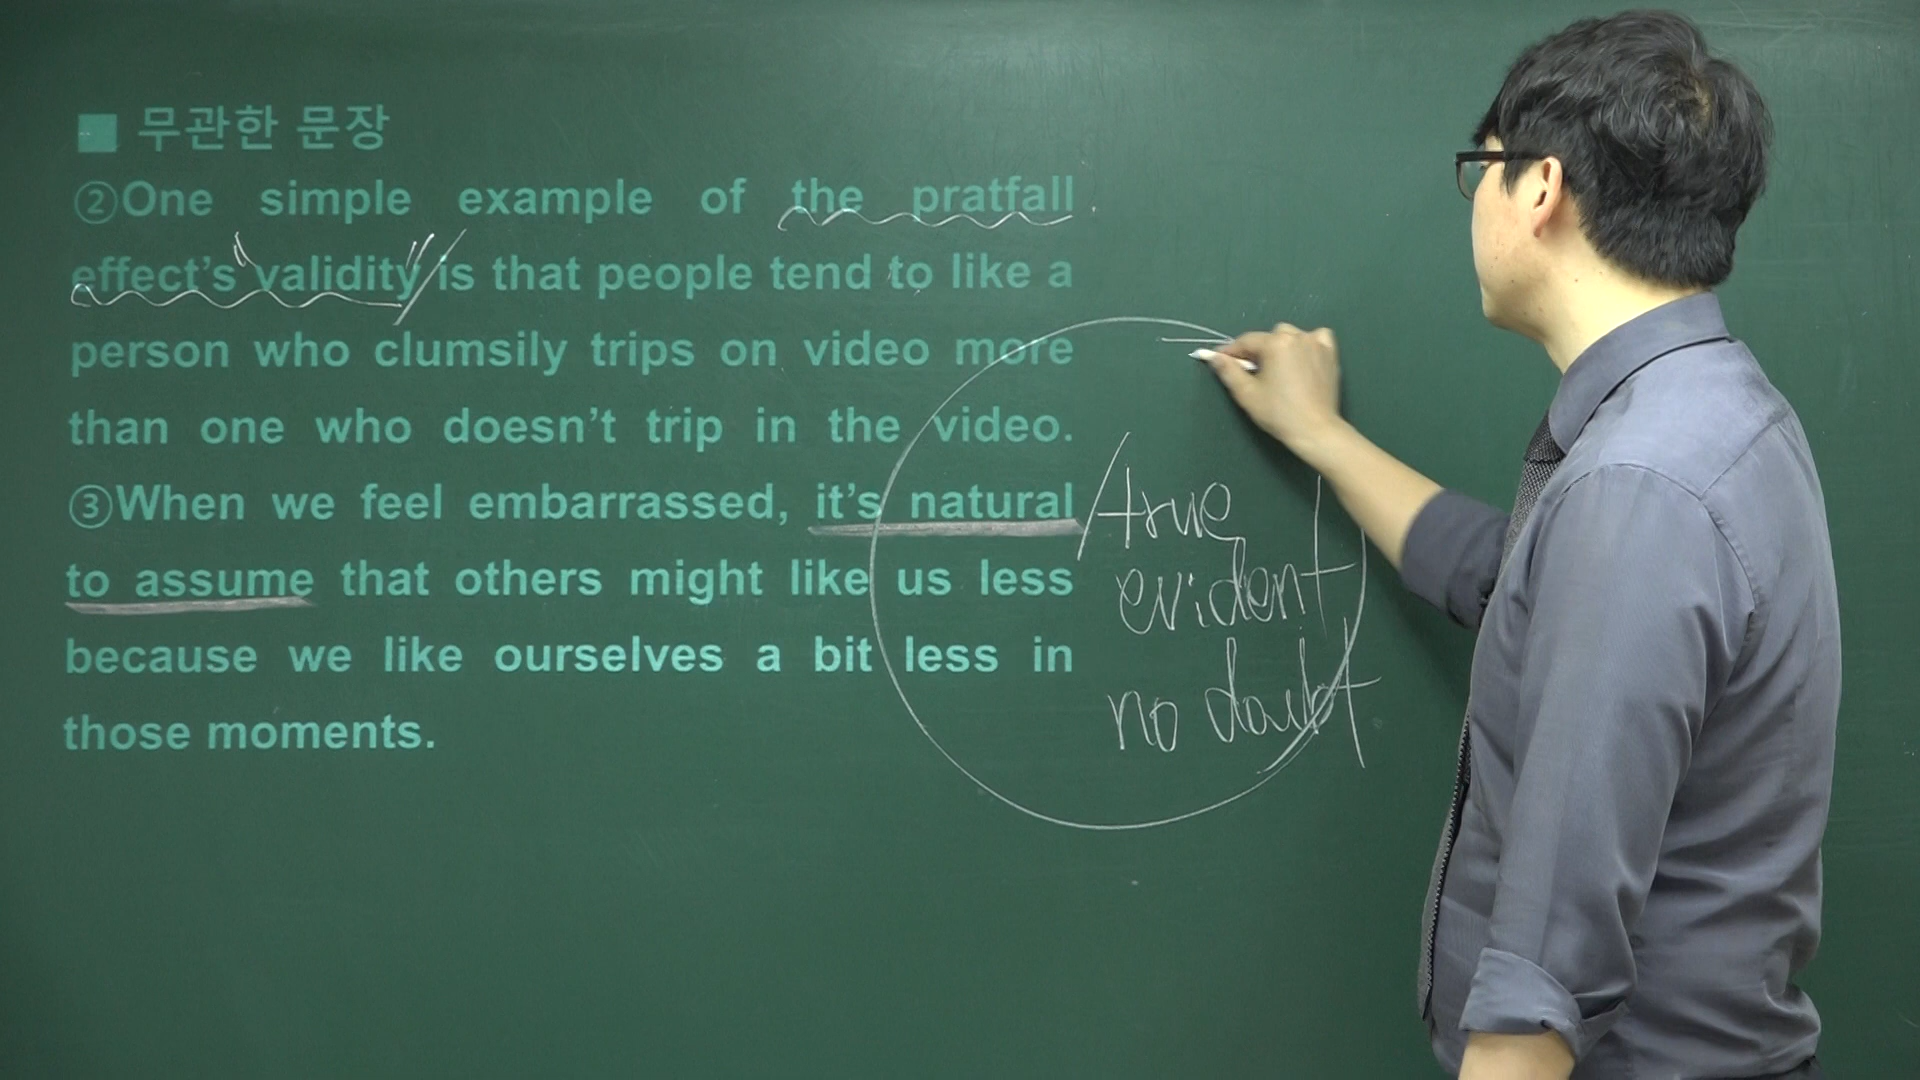 ■ 무관한 문장
②One simple example of the pratfall
effect’s validity is that people tend to like a
person who clumsily trips on video more
than one who doesn’t trip in the video.
③When we feel embarrassed, it’s natural
to assume that others might like us less
because we like ourselves a bit less in
those moments.
true
evident
no doubt